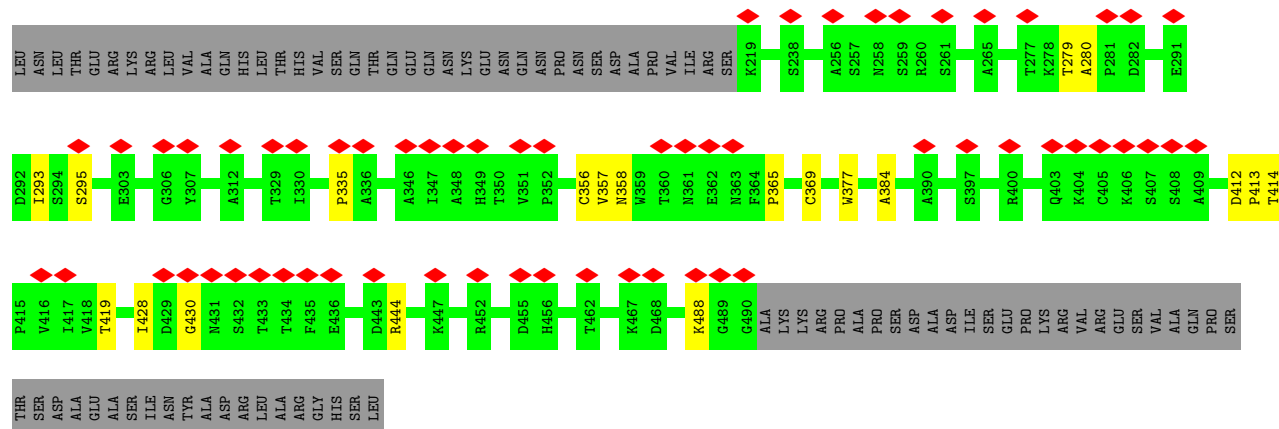 LEU ASN LEU THR GLU ARG LYS ARG LEU VAL ALA GLN HIS LEU THR HIS VAL SER GLN THR GLN GLU GLN ASN LYS GLU ASN GLN ASN PRO ASN SER ASP ALA PRO VAL ILE ARG SER K219 S238 A256 S257 N258 S259 R260 S261 A265 T277 K278 T279 A280 P281 D282 E291
D292 I293 S294 S295 E303 G306 Y307 A312 T329 I330 P335 A336 A346 I347 A348 H349 T350 V351 P352 C356 V357 N358 W359 T360 N361 E362 N363 F364 P365 C369 W377 A384 A390 S397 R400 Q403 K404 C405 K406 S407 S408 A409 D412 P413 T414
P415 V416 I417 V418 T419 I428 D429 G430 N431 S432 T433 T434 F435 E436 D443 R444 K447 R452 D455 H456 T462 K467 D468 K488 G489 G490 ALA LYS LYS ARG PRO ALA PRO SER ASP ALA ASP ILE SER GLU PRO LYS ARG VAL ARG GLU SER VAL ALA GLN PRO SER
THR SER ASP ALA GLU ALA SER ILE ASN TYR ALA ASP ARG LEU ALA ARG GLY HIS SER LEU